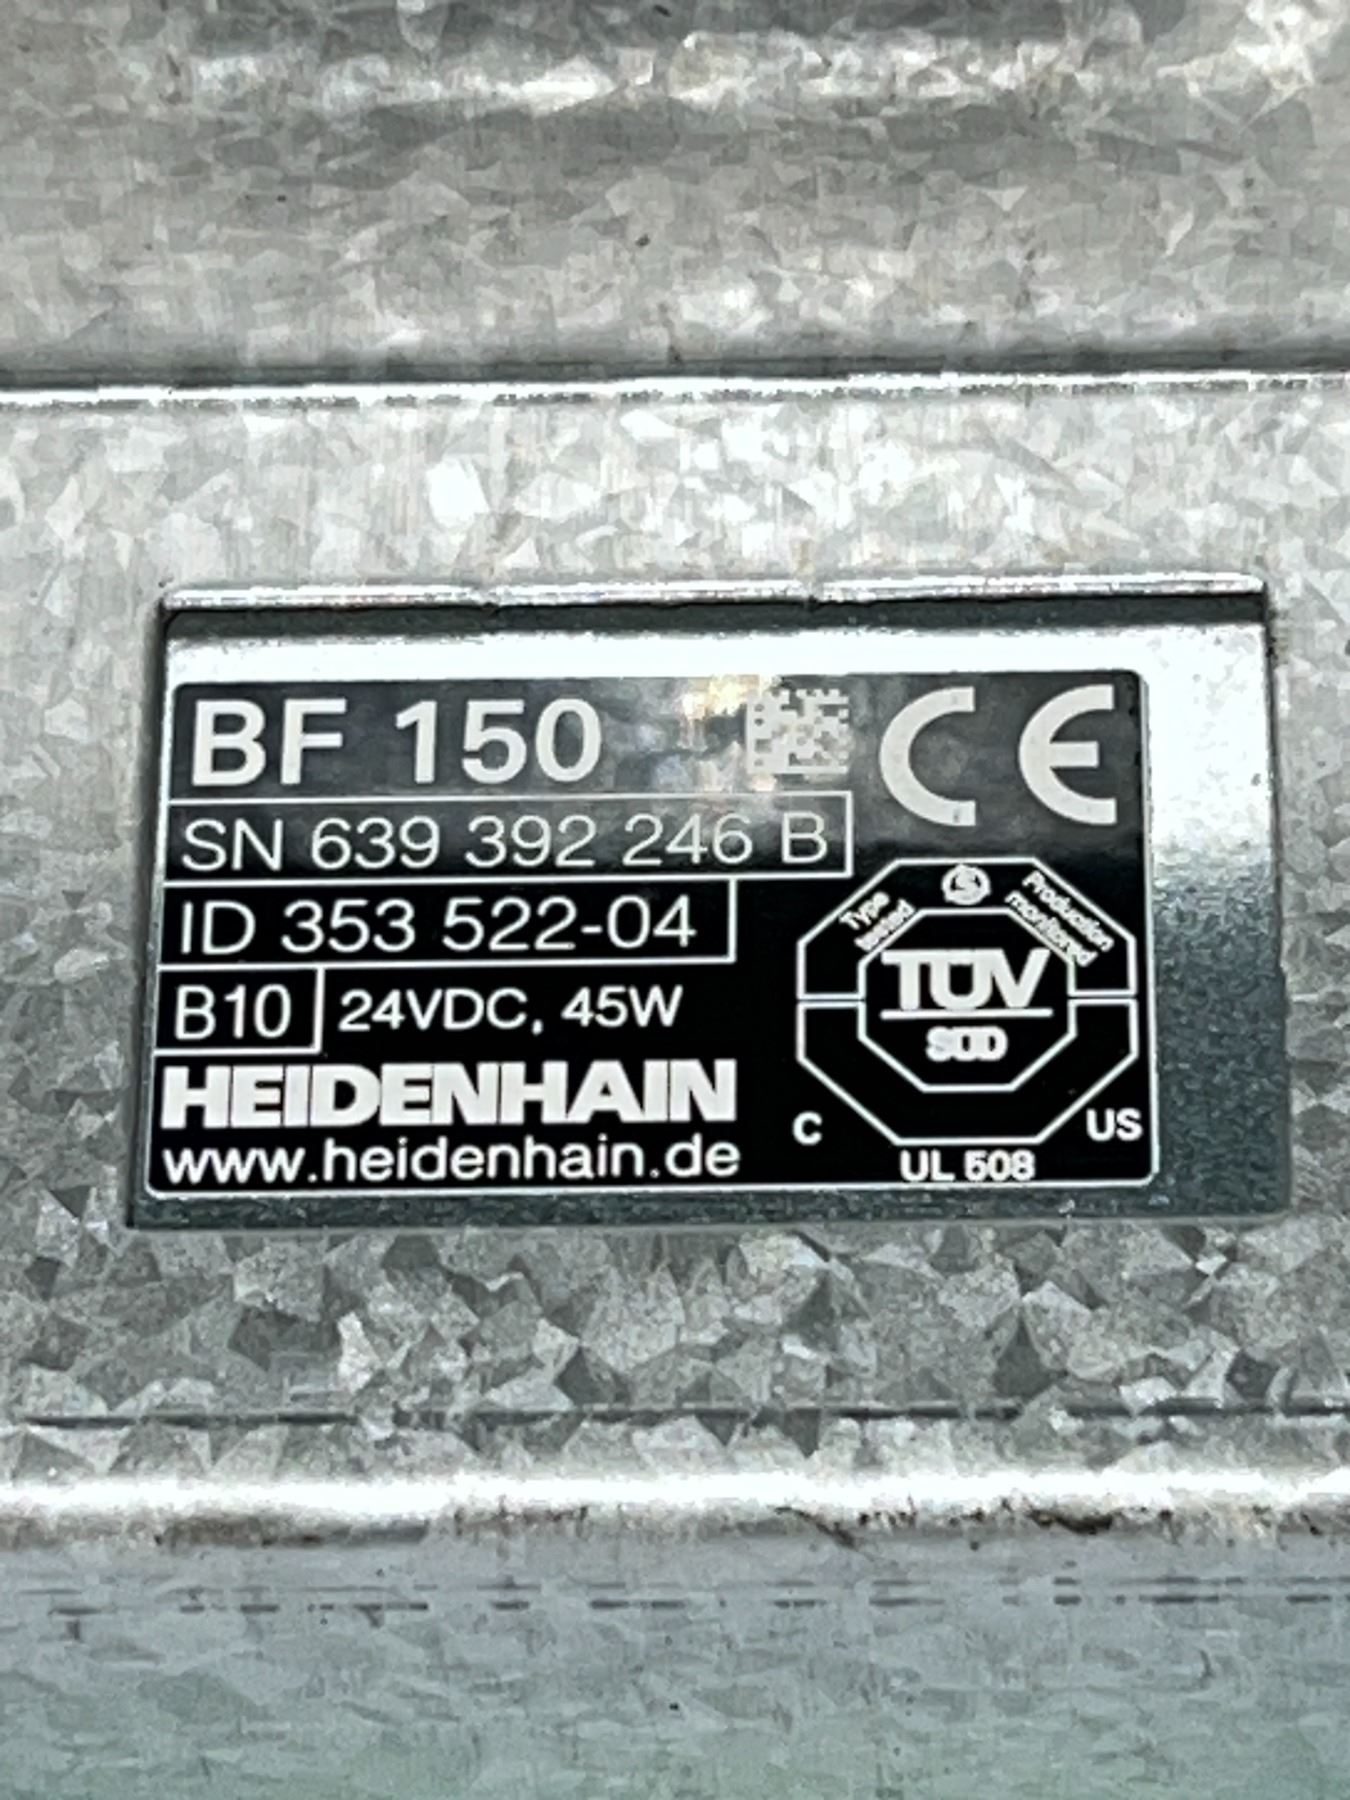 BF 150
CE
SN 639 392 246 B
ID 353 522-04
B10 24VDC, 45W
HEIDENHAIN
www.heidenhain.de
Type tested
Production monitored
TÜV
SÜD
C US
UL 508